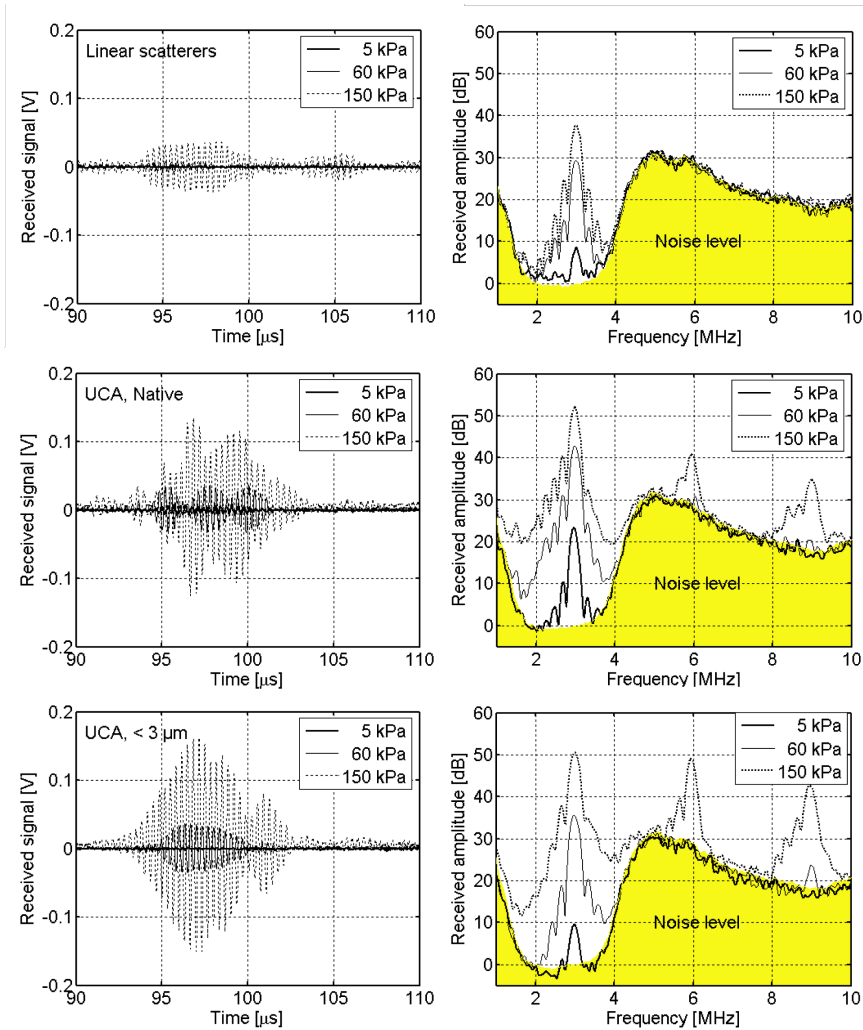 0.2
0.1
0
-0.1
-0.2
Received signal [V]
Linear scatterers
5 kPa
60 kPa
150 kPa
90 95 100 105 110
Time [µs]
60
50
40
30
20
10
0
Received amplitude [dB]
5 kPa
60 kPa
150 kPa
Noise level
2 4 6 8 10
Frequency [MHz]
0.2
0.1
0
-0.1
-0.2
Received signal [V]
UCA, Native
5 kPa
60 kPa
150 kPa
90 95 100 105 110
Time [µs]
60
50
40
30
20
10
0
Received amplitude [dB]
5 kPa
60 kPa
150 kPa
Noise level
2 4 6 8 10
Frequency [MHz]
0.2
0.1
0
-0.1
-0.2
Received signal [V]
UCA, < 3 µm
5 kPa
60 kPa
150 kPa
90 95 100 105 110
Time [µs]
60
50
40
30
20
10
0
Received amplitude [dB]
5 kPa
60 kPa
150 kPa
Noise level
2 4 6 8 10
Frequency [MHz]